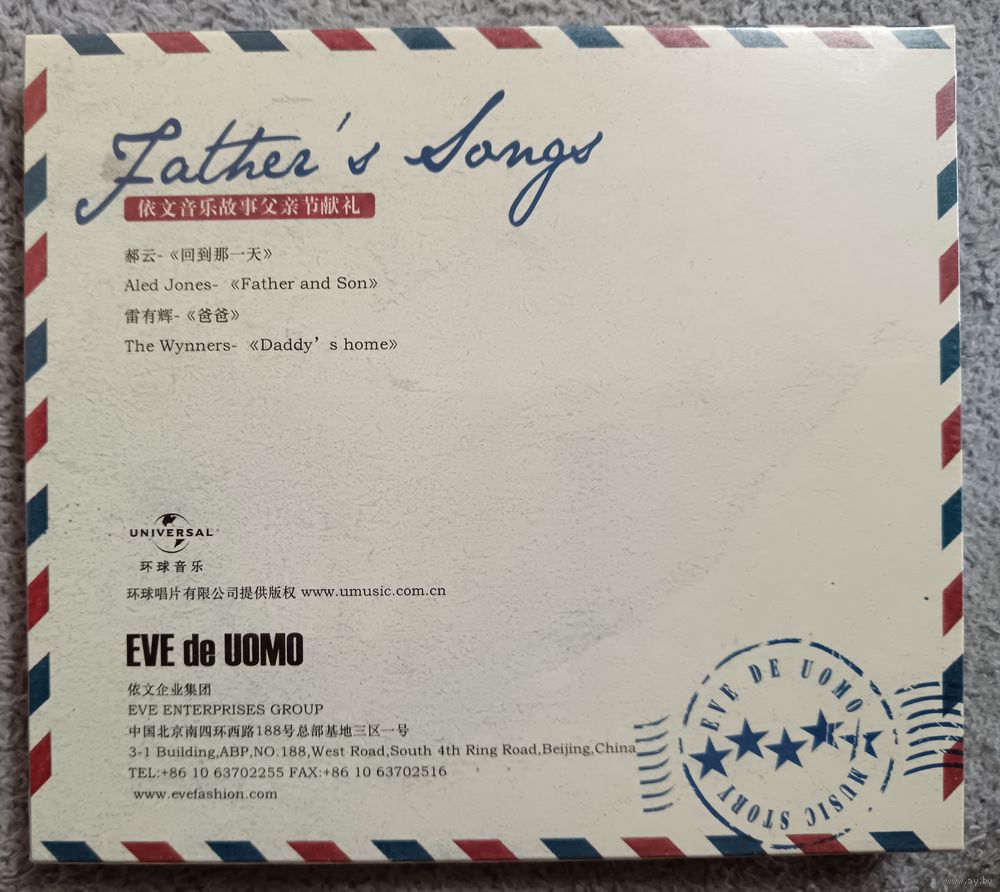 Father's Songs
依文音乐故事父亲节献礼
郝云-《回到那一天》
Aled Jones- 《Father and Son》
雷有辉-《爸爸》
The Wynners- 《Daddy’s home》
UNIVERSAL
环球音乐
环球唱片有限公司提供版权 www.umusic.com.cn
EVE de UOMO
依文企业集团
EVE ENTERPRISES GROUP
中国北京南四环西路188号总部基地三区一号
3-1 Building,ABP,NO.188,West Road,South 4th Ring Road,Beijing,China
TEL:+86 10 63702255 FAX:+86 10 63702516
www.evefashion.com
EVE DE UOMO
MUSIC STORY
www.ay.by